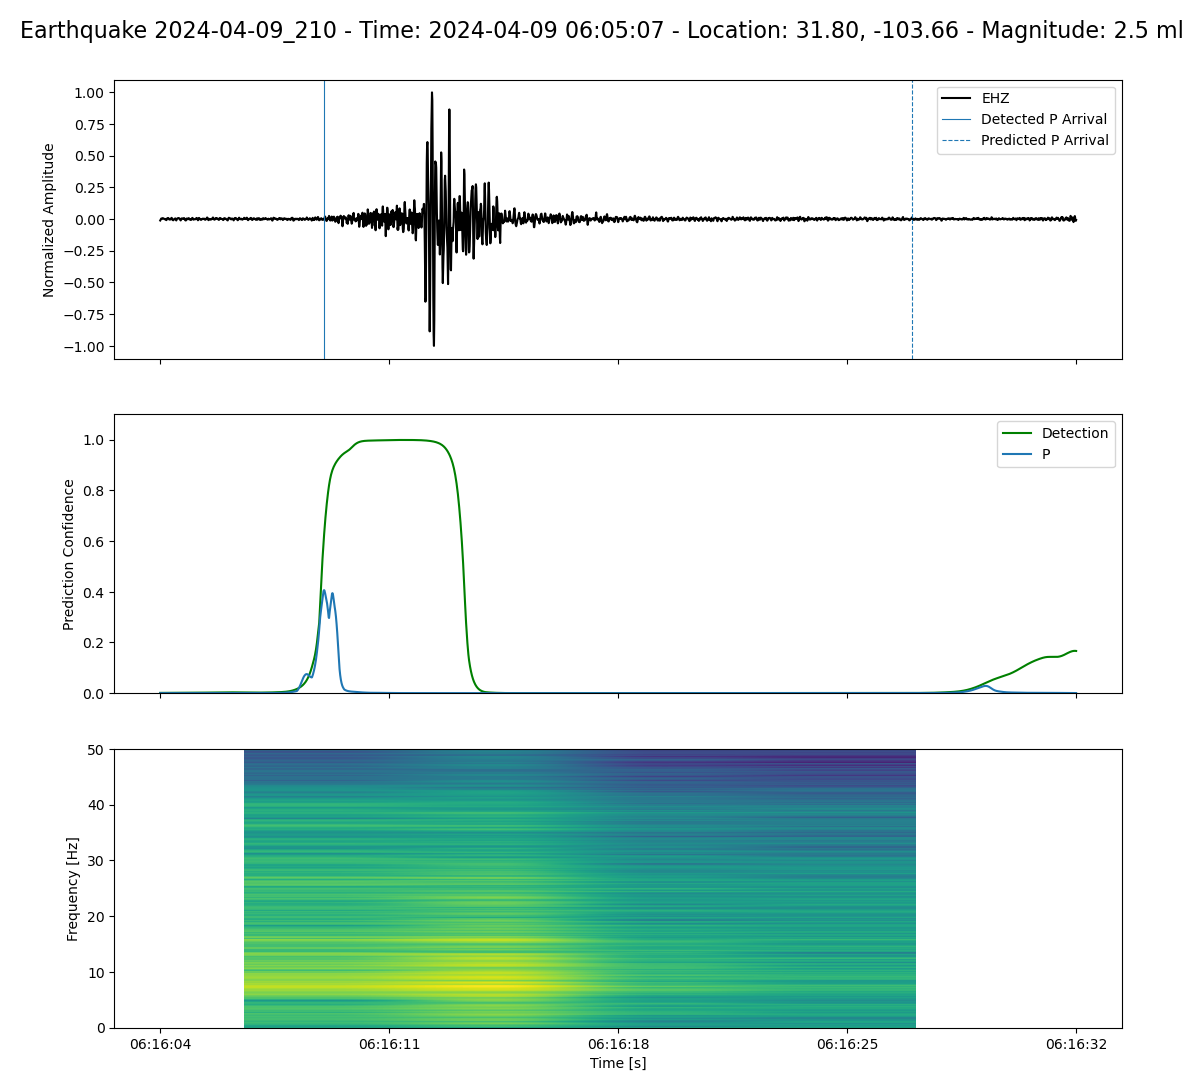 Earthquake 2024-04-09_210 - Time: 2024-04-09 06:05:07 - Location: 31.80, -103.66 - Magnitude: 2.5 ml
Normalized Amplitude
1.00
0.75
0.50
0.25
0.00
−0.25
−0.50
−0.75
−1.00
EHZ
Detected P Arrival
Predicted P Arrival
Prediction Confidence
1.0
0.8
0.6
0.4
0.2
0.0
Detection
P
Frequency [Hz]
50
40
30
20
10
0
06:16:04 06:16:11 06:16:18 06:16:25 06:16:32
Time [s]